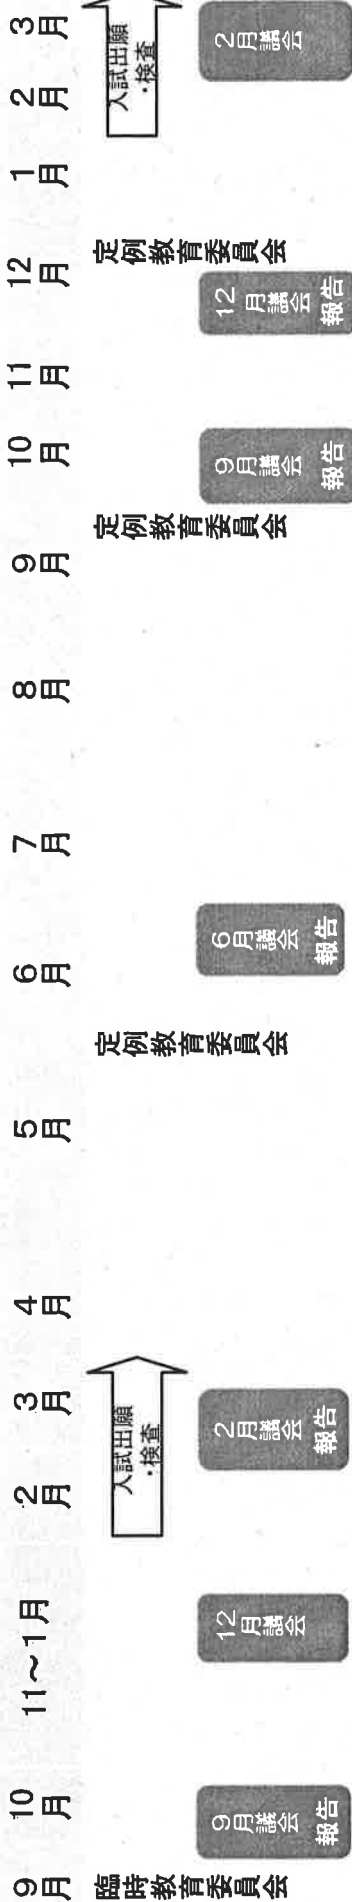 9月
10月
11～1月
2月
3月
4月
5月
6月
7月
8月
9月
10月
11月
12月
1月
2月
3月
臨時教育委員会
入試出願
・検査
定例教育委員会
定例教育委員会
定例教育委員会
入試出願
・検査
9月議会
報告
12月議会
2月議会
報告
6月議会
報告
9月議会
報告
12月議会
報告
2月議会